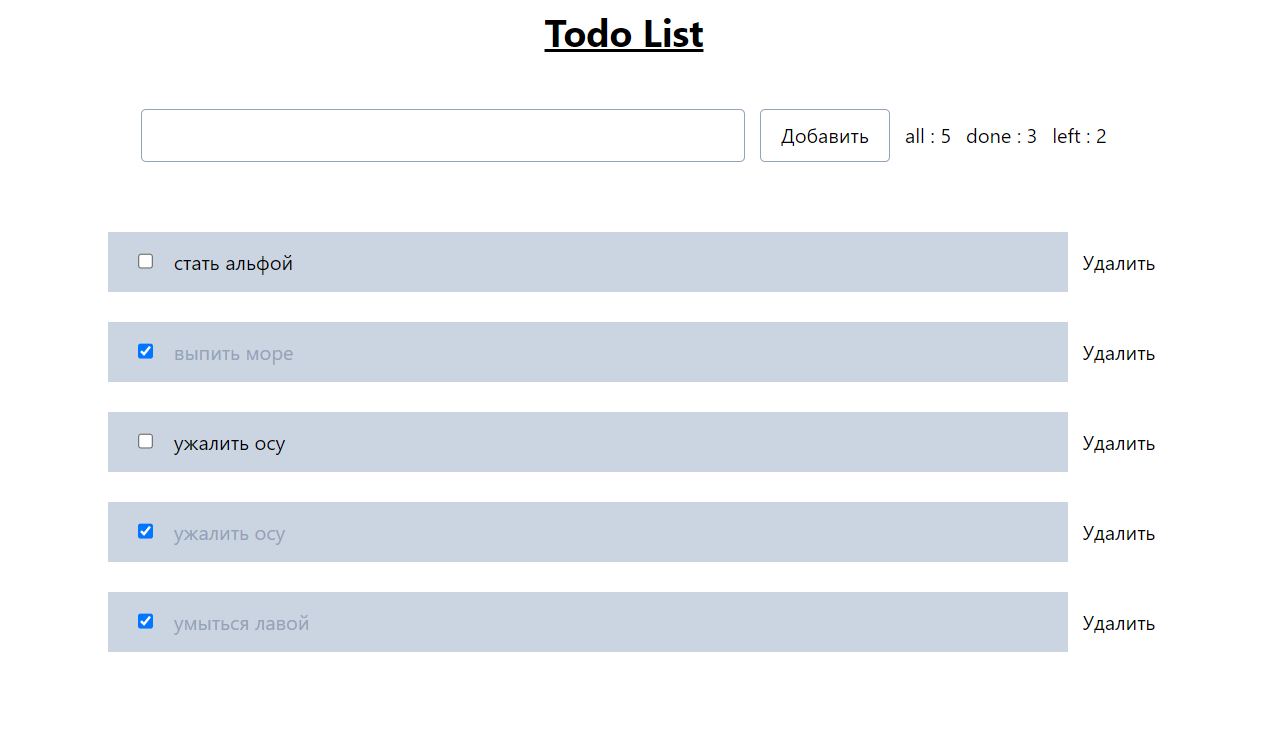 Todo List
Добавить all : 5 done : 3 left : 2
стать альфой Удалить
выпить море Удалить
ужалить осу Удалить
ужалить осу Удалить
умыться лавой Удалить